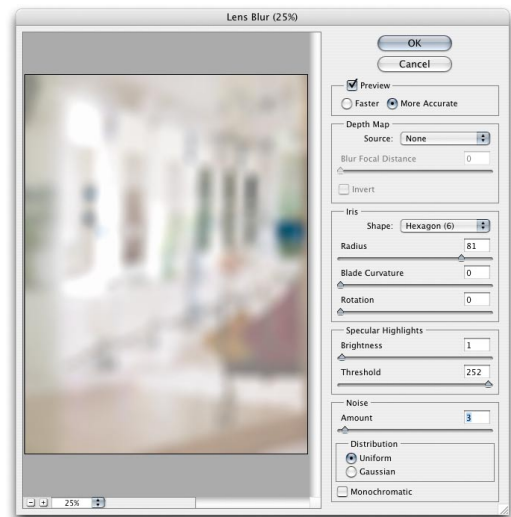 Lens Blur (25%)
OK
Cancel
Preview
Faster More Accurate
Depth Map
Source: None
Blur Focal Distance 0
Invert
Iris
Shape: Hexagon (6)
Radius 81
Blade Curvature 0
Rotation 0
Specular Highlights
Brightness 1
Threshold 252
Noise
Amount 3
Distribution
Uniform
Gaussian
Monochromatic
- + 25%